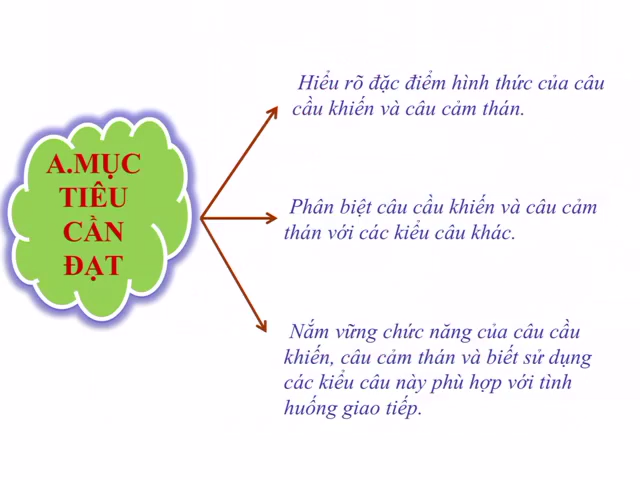 A.MỤC
TIÊU
CẦN
ĐẠT
Hiểu rõ đặc điểm hình thức của câu
cầu khiến và câu cảm thán.
Phân biệt câu cầu khiến và câu cảm
thán với các kiểu câu khác.
Nắm vững chức năng của câu cầu
khiến, câu cảm thán và biết sử dụng
các kiểu câu này phù hợp với tình
huống giao tiếp.